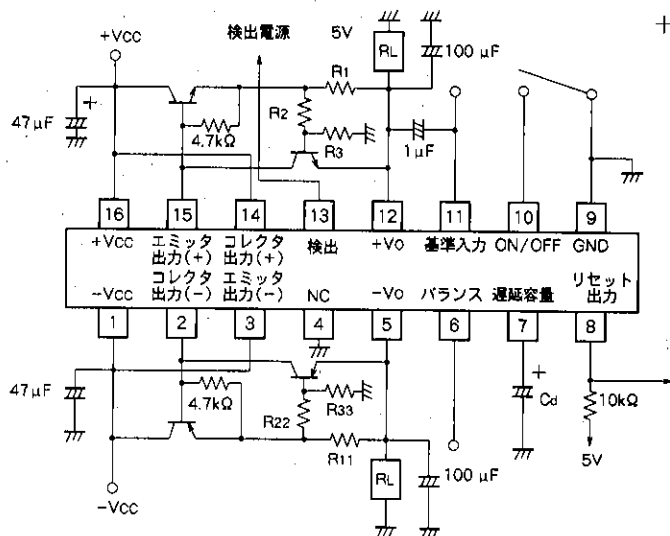 +VCC
検出電源
5V
RL
100 μF
R1
R2
R3
+
47μF
4.7kΩ
1μF
+
16
15
14
13
12
11
10
9
+VCC
エミッタ
出力(+)
コレクタ
出力(+)
検出
+VO
基準入力
ON/OFF
GND
-VCC
コレクタ
出力(-)
エミッタ
出力(-)
NC
-VO
バランス
遅延容量
リセット
出力
1
2
3
4
5
6
7
8
47μF
4.7kΩ
R22
R33
R11
RL
100 μF
+
Cd
10kΩ
5V
-VCC